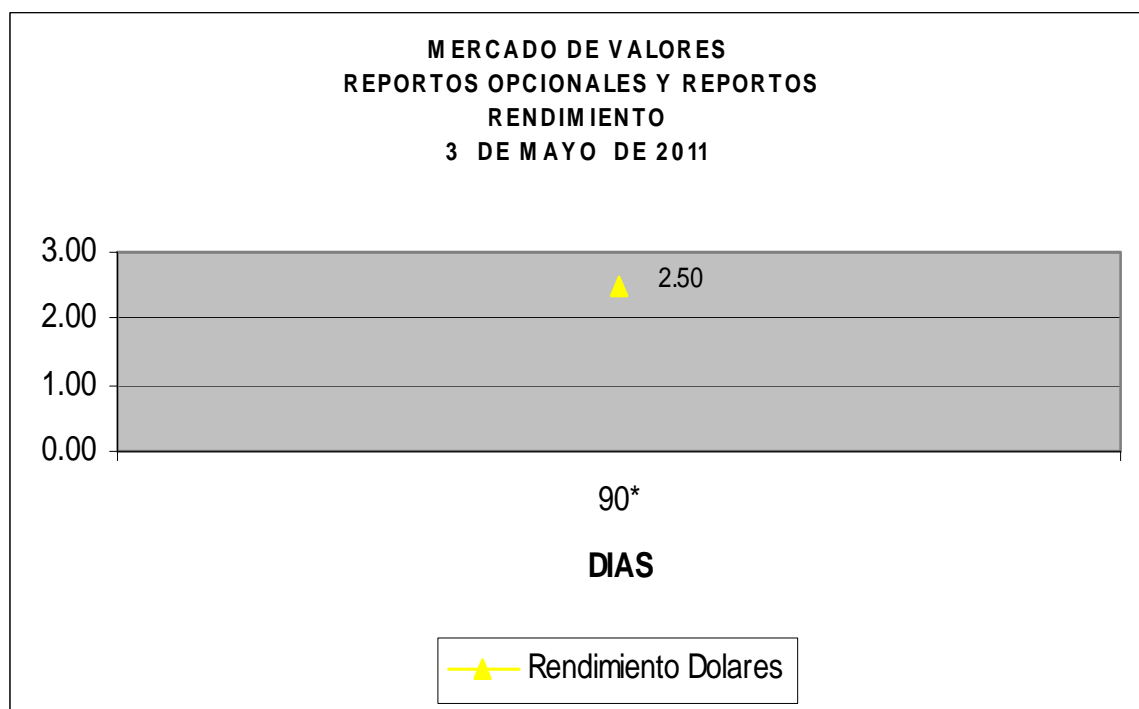 MERCADO DE VALORES
REPORTOS OPCIONALES Y REPORTOS
RENDIMIENTO
3 DE MAYO DE 2011
3.00
2.50
2.00
1.00
0.00
90*
DIAS
Rendimiento Dolares